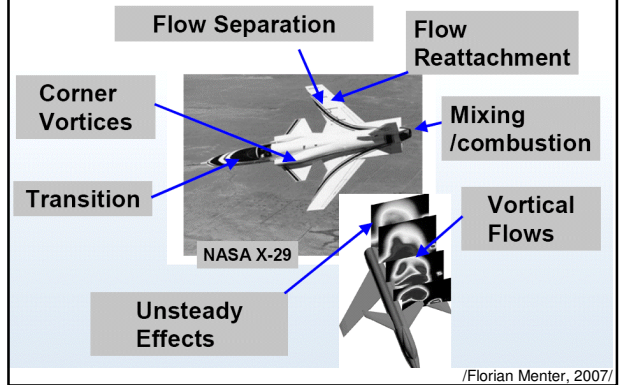 Flow Separation
Flow
Reattachment
Corner
Vortices
Mixing
/combustion
Transition
Vortical
Flows
NASA X-29
Unsteady
Effects
/Florian Menter, 2007/